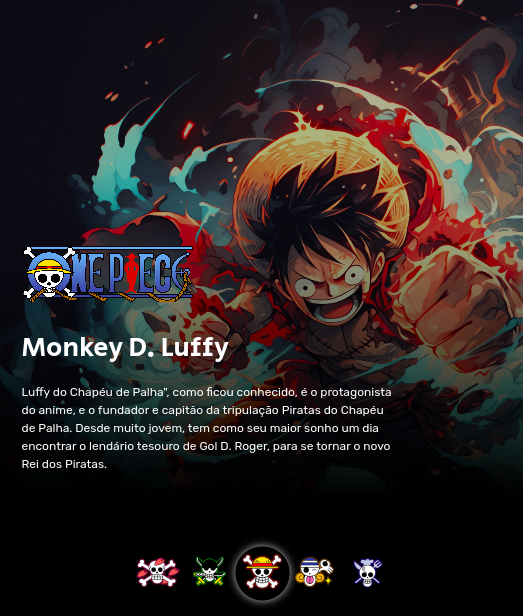 ONE PIECE
Monkey D. Luffy
Luffy do Chapéu de Palha", como ficou conhecido, é o protagonista
do anime, e o fundador e capitão da tripulação Piratas do Chapéu
de Palha. Desde muito jovem, tem como seu maior sonho um dia
encontrar o lendário tesouro de Gol D. Roger, para se tornar o novo
Rei dos Piratas.